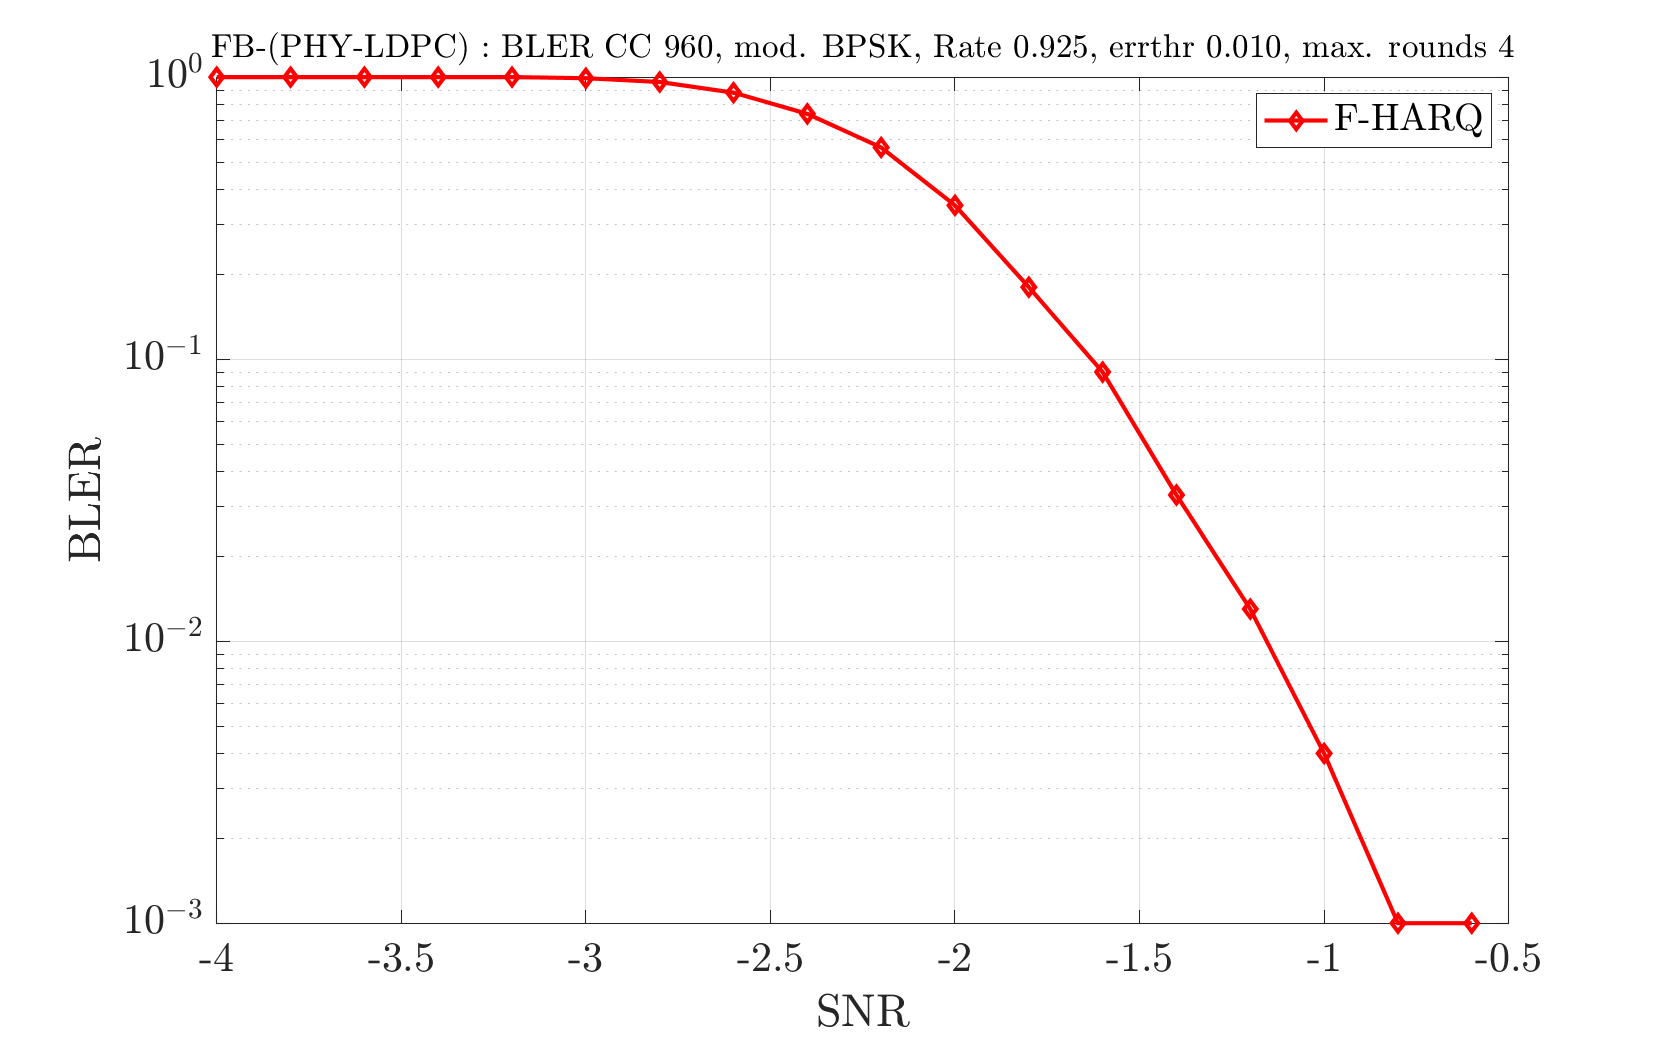 FB-(PHY-LDPC) : BLER CC 960, mod. BPSK, Rate 0.925, errthr 0.010, max. rounds 4
F-HARQ
10^0
10^{-1}
10^{-2}
10^{-3}
BLER
-4 -3.5 -3 -2.5 -2 -1.5 -1 -0.5
SNR